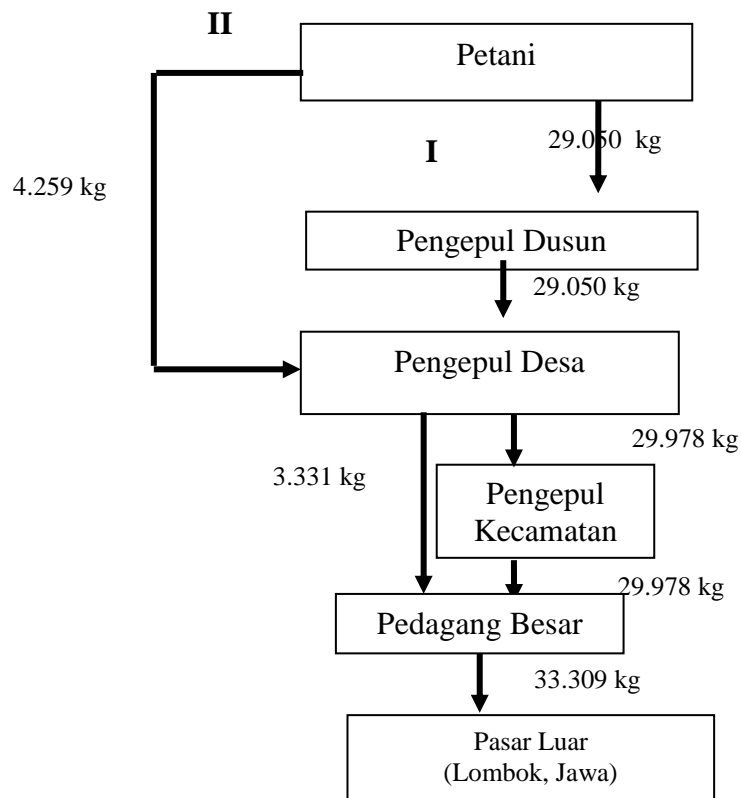 II
Petani
I
29.050 kg
4.259 kg
Pengepul Dusun
29.050 kg
Pengepul Desa
29.978 kg
3.331 kg
Pengepul
Kecamatan
29.978 kg
Pedagang Besar
33.309 kg
Pasar Luar
(Lombok, Jawa)